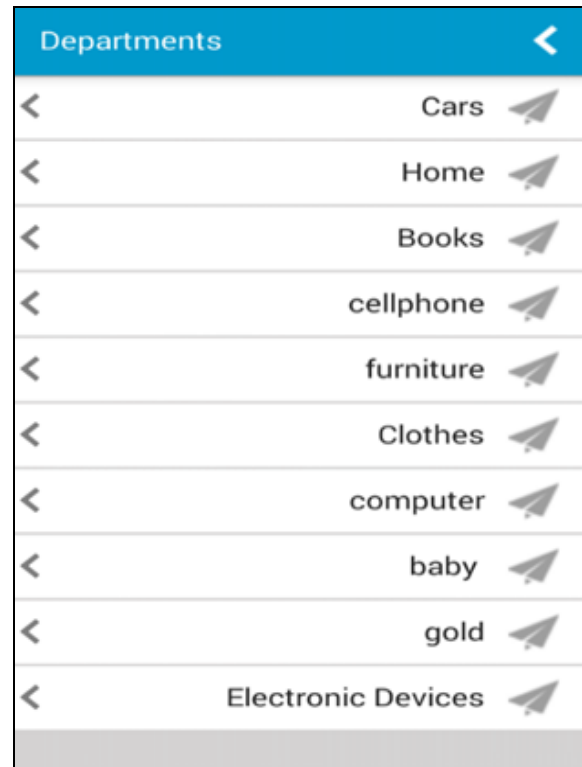 Departments
Cars
Home
Books
cellphone
furniture
Clothes
computer
baby
gold
Electronic Devices